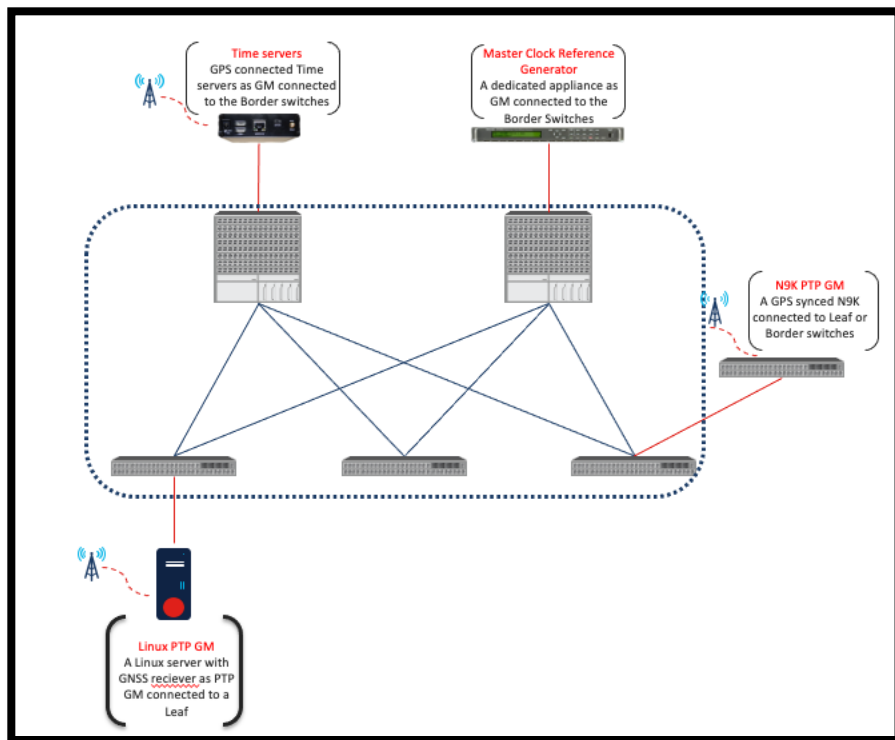 Time servers
GPS connected Time
servers as GM connected
to the Border switches
Master Clock Reference
Generator
A dedicated appliance as
GM connected to the
Border Switches
N9K PTP GM
A GPS synced N9K
connected to Leaf or
Border switches
Linux PTP GM
A Linux server with
GNSS reciever as PTP
GM connected to a
Leaf